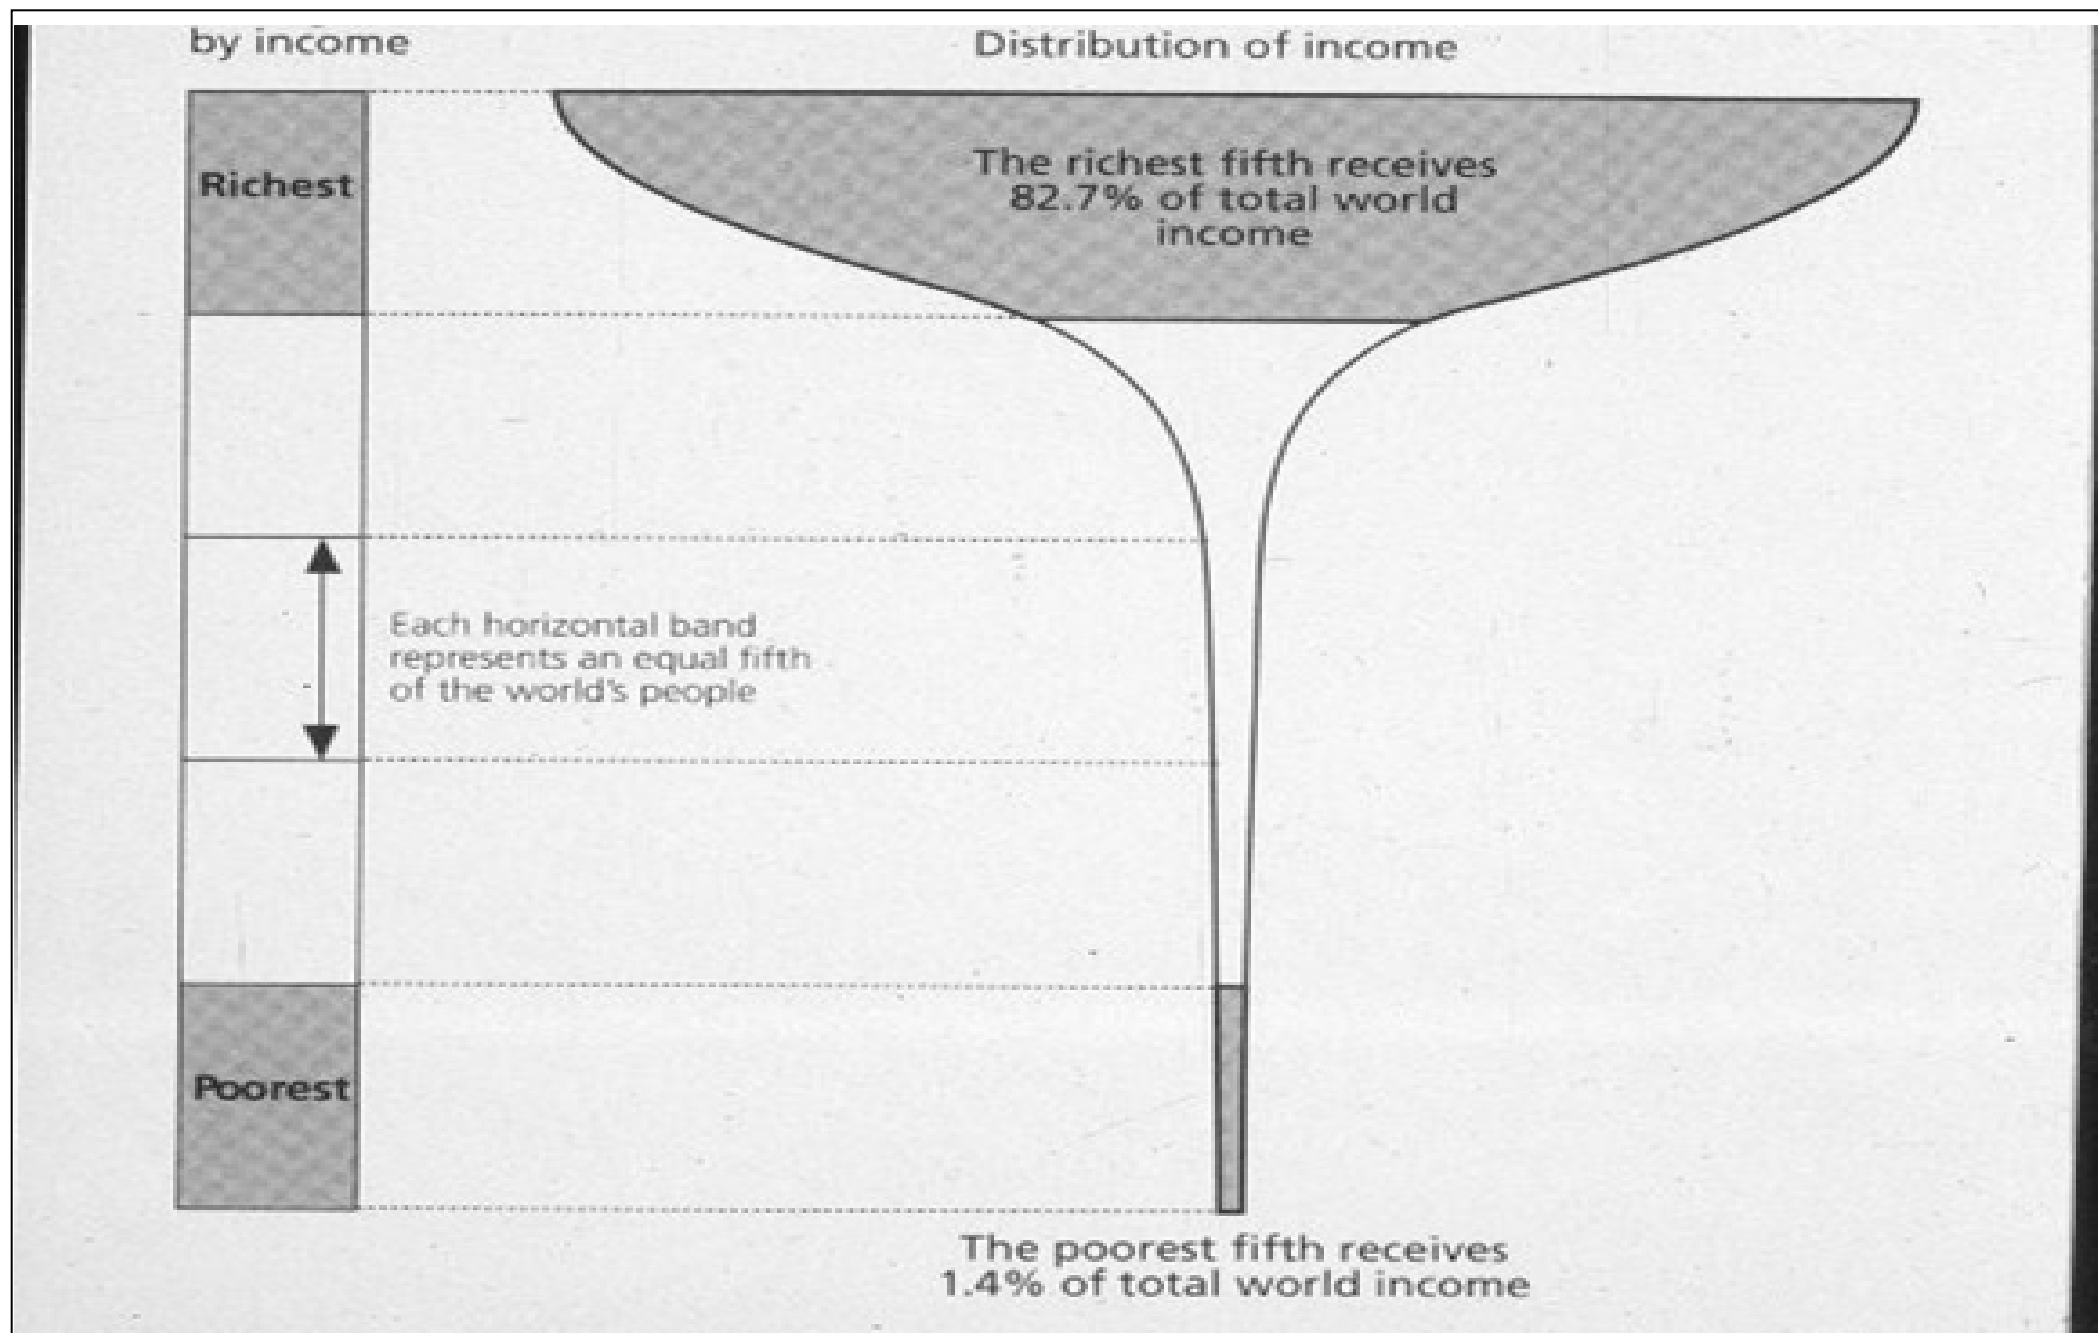 by income
Distribution of income
Richest
The richest fifth receives
82.7% of total world
income
Each horizontal band
represents an equal fifth
of the world's people
Poorest
The poorest fifth receives
1.4% of total world income